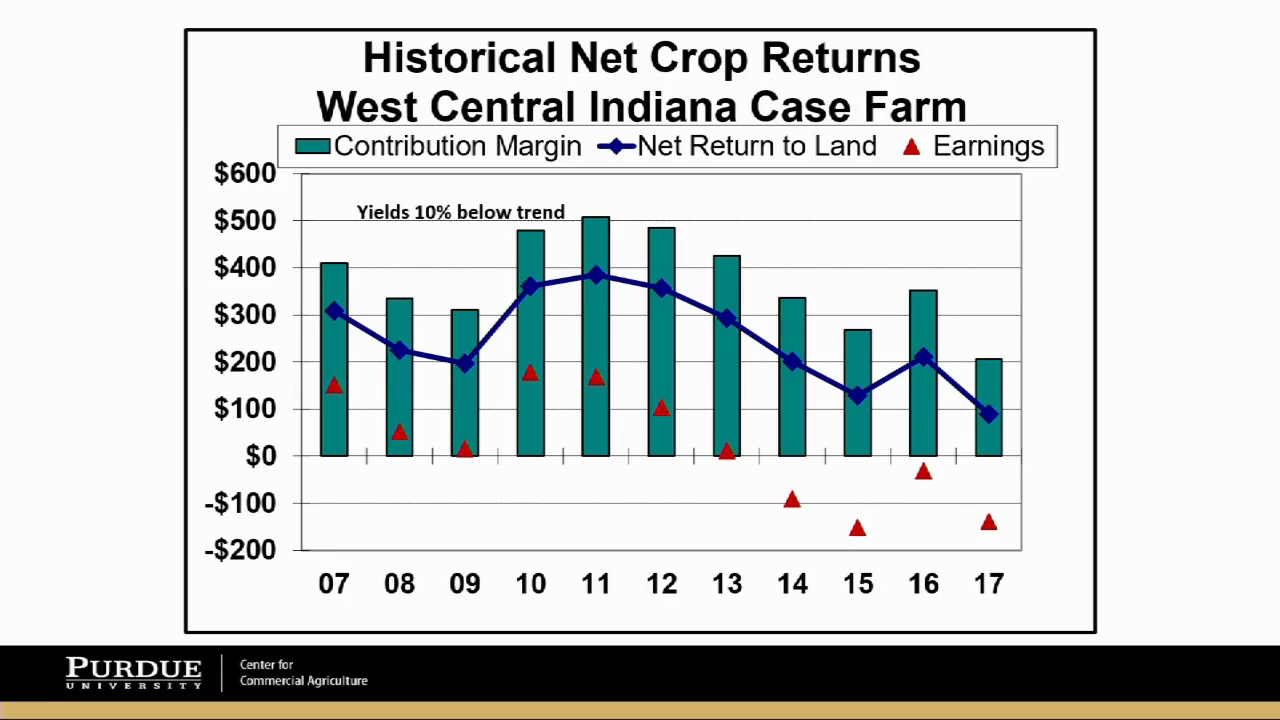 Historical Net Crop Returns
West Central Indiana Case Farm
Contribution Margin Net Return to Land Earnings
$600
Yields 10% below trend
$500
$400
$300
$200
$100
$0
-$100
-$200
07 08 09 10 11 12 13 14 15 16 17
PURDUE
UNIVERSITY
Center for
Commercial Agriculture